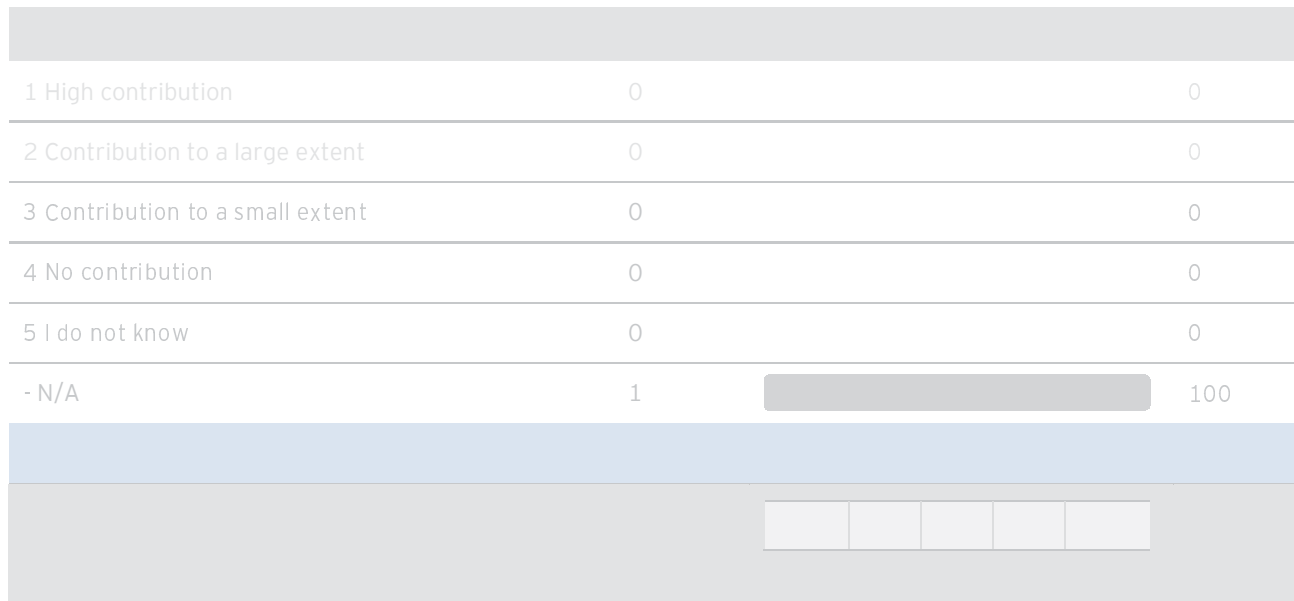 1 High contribution 0 0
2 Contribution to a large extent 0 0
3 Contribution to a small extent 0 0
4 No contribution 0 0
5 I do not know 0 0
- N/A 1 100